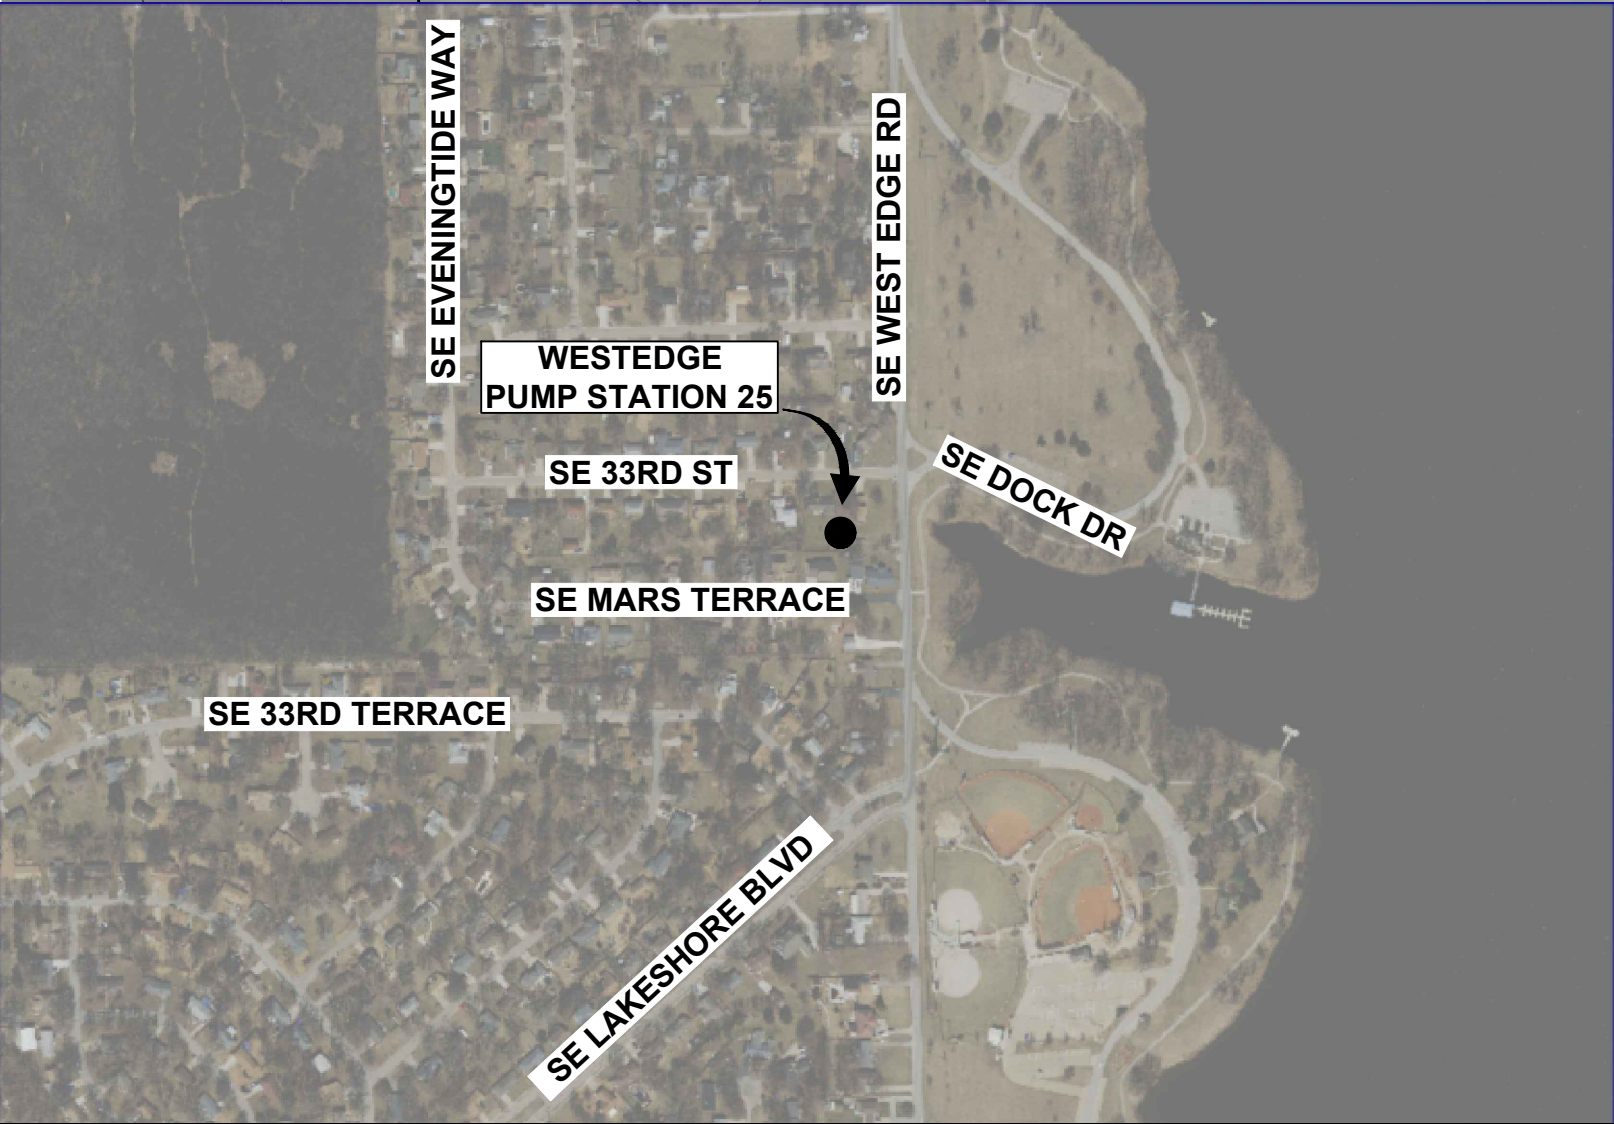 SE EVENINGTIDE WAY
SE WEST EDGE RD
WESTEDGE
PUMP STATION 25
SE 33RD ST
SE DOCK DR
SE MARS TERRACE
SE 33RD TERRACE
SE LAKESHORE BLVD